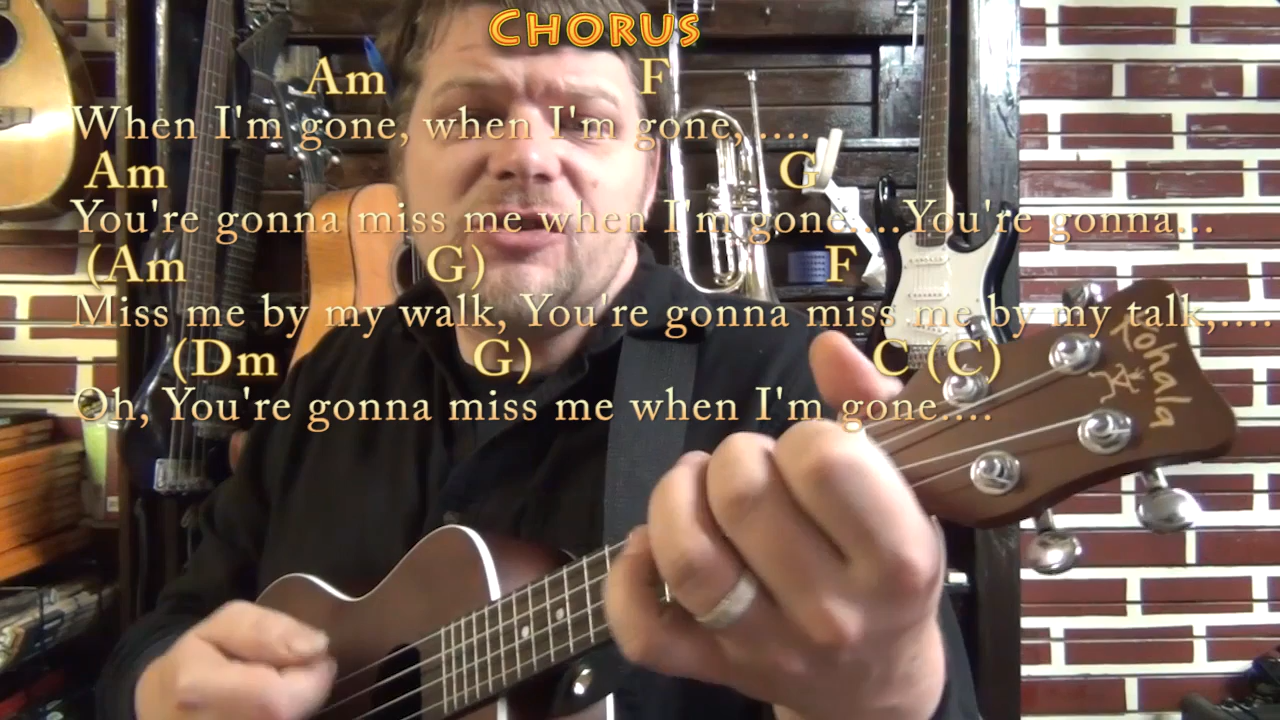 CHORUS
Am F
When I'm gone, when I'm gone, ....
Am G
You're gonna miss me when I'm gone....You're gonna...
(Am G) F
Miss me by my walk, You're gonna miss me by my talk,....
(Dm G) C (C)
Oh, You're gonna miss me when I'm gone....
Kohala